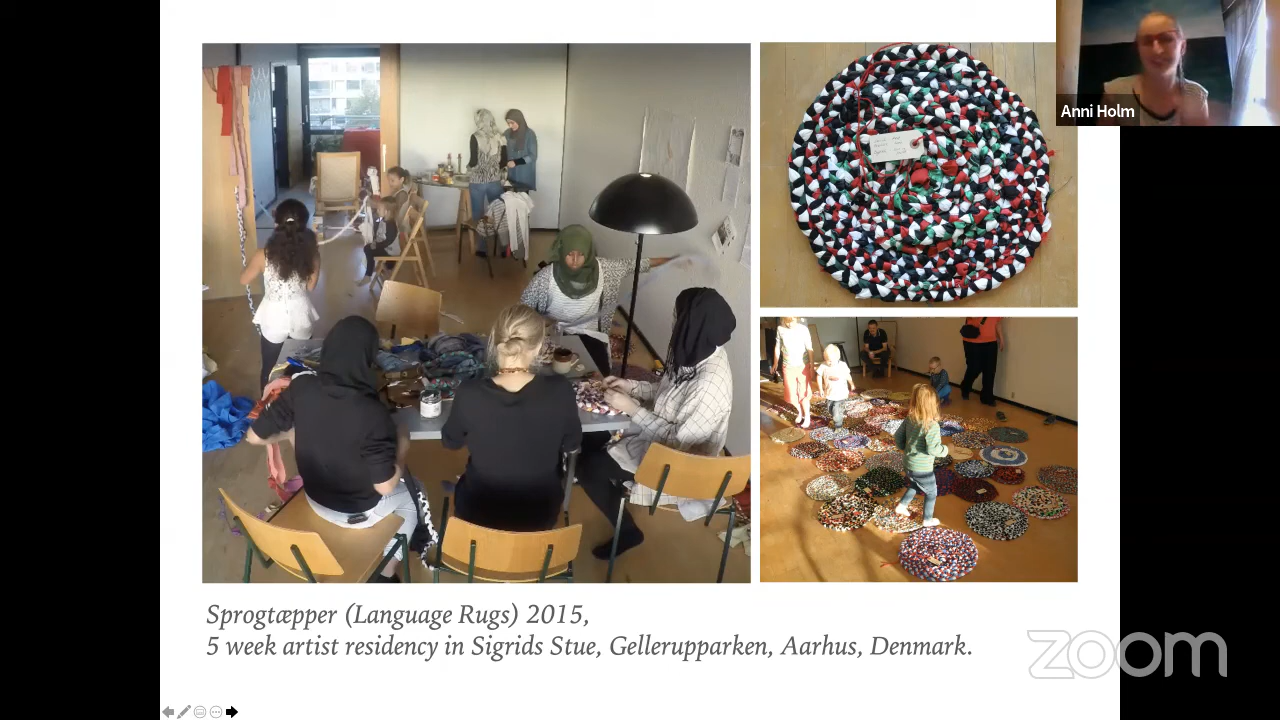 Anni Holm
Sprogtæpper (Language Rugs) 2015,
5 week artist residency in Sigrids Stue, Gellerupparken, Aarhus, Denmark.
zoom